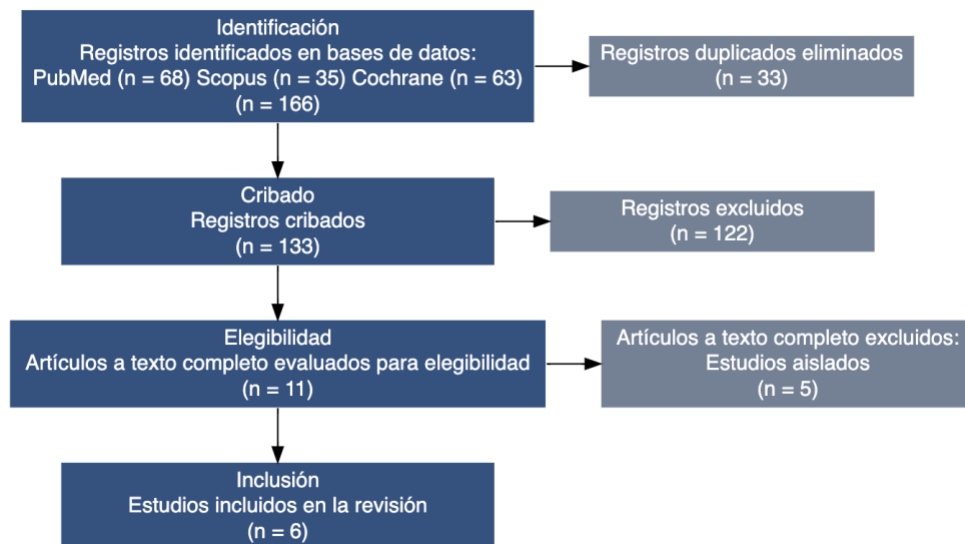 Identificación
Registros identificados en bases de datos:
PubMed (n = 68) Scopus (n = 35) Cochrane (n = 63)
(n = 166)
Registros duplicados eliminados
(n = 33)
Cribado
Registros cribados
(n = 133)
Registros excluidos
(n = 122)
Elegibilidad
Artículos a texto completo evaluados para elegibilidad
(n = 11)
Artículos a texto completo excluidos:
Estudios aislados
(n = 5)
Inclusión
Estudios incluidos en la revisión
(n = 6)